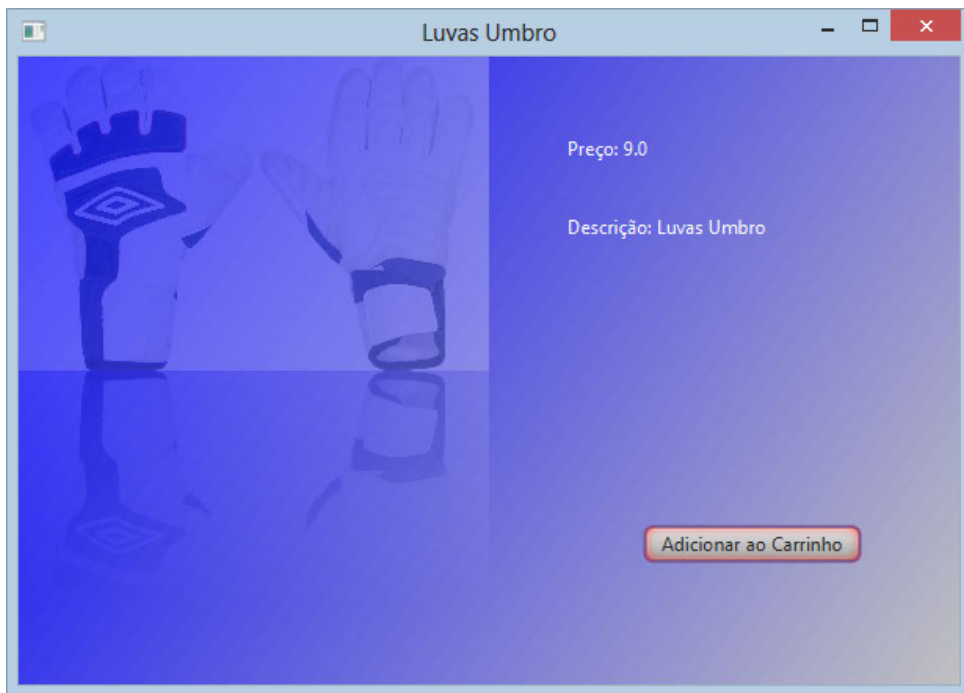 Luvas Umbro
Preço: 9.0
Descrição: Luvas Umbro
Adicionar ao Carrinho